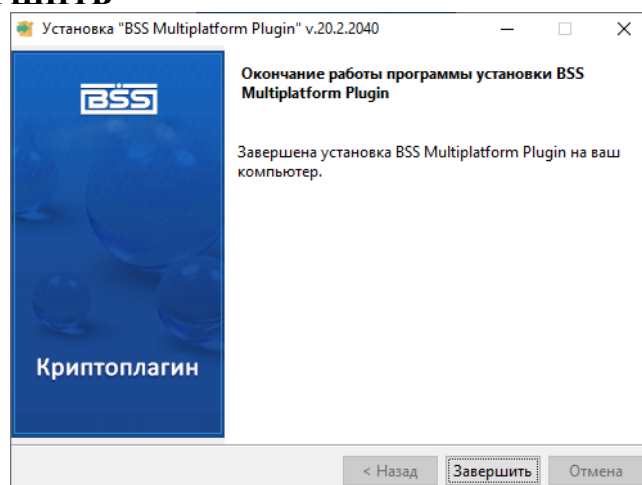 Установка "BSS Multiplatform Plugin" v.20.2.2040
BSS
Окончание работы программы установки BSS
Multiplatform Plugin
Завершена установка BSS Multiplatform Plugin на ваш
компьютер.
Криптоплагин
< Назад
Завершить
Отмена